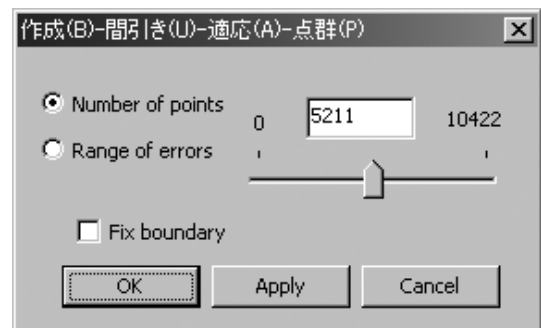 作成(B)-間引き(U)-適応(A)-点群(P)
Number of points
0 5211 10422
Range of errors
Fix boundary
OK Apply Cancel